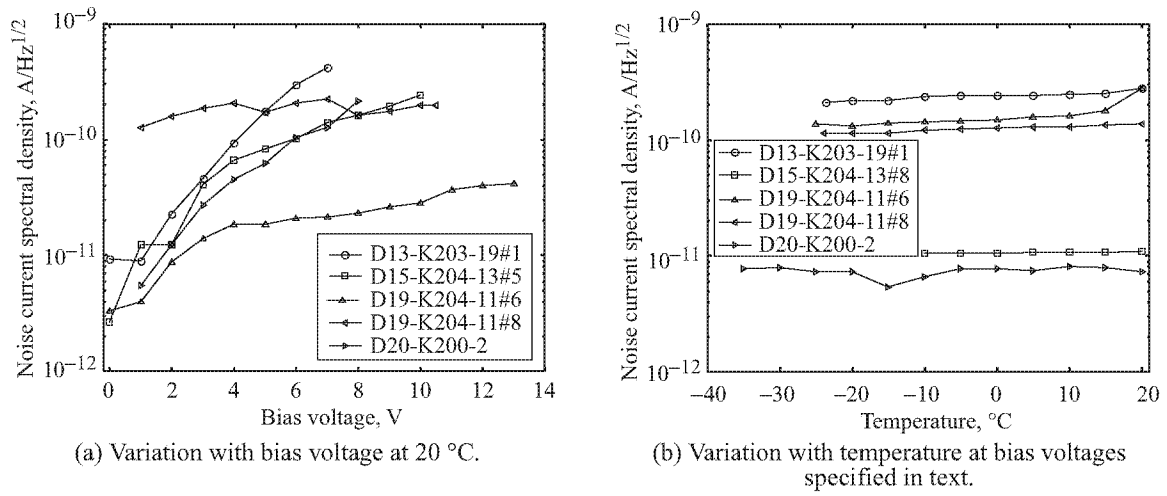 Noise current spectral density, A/Hz^1/2
10^−9
10^−10
10^−11
10^−12
0 2 4 6 8 10 12 14
Bias voltage, V
D13-K203-19#1
D15-K204-13#5
D19-K204-11#6
D19-K204-11#8
D20-K200-2
(a) Variation with bias voltage at 20 °C.
Noise current spectral density, A/Hz^1/2
10^−9
10^−10
10^−11
10^−12
−40 −30 −20 −10 0 10 20
Temperature, °C
D13-K203-19#1
D15-K204-13#8
D19-K204-11#6
D19-K204-11#8
D20-K200-2
(b) Variation with temperature at bias voltages
specified in text.